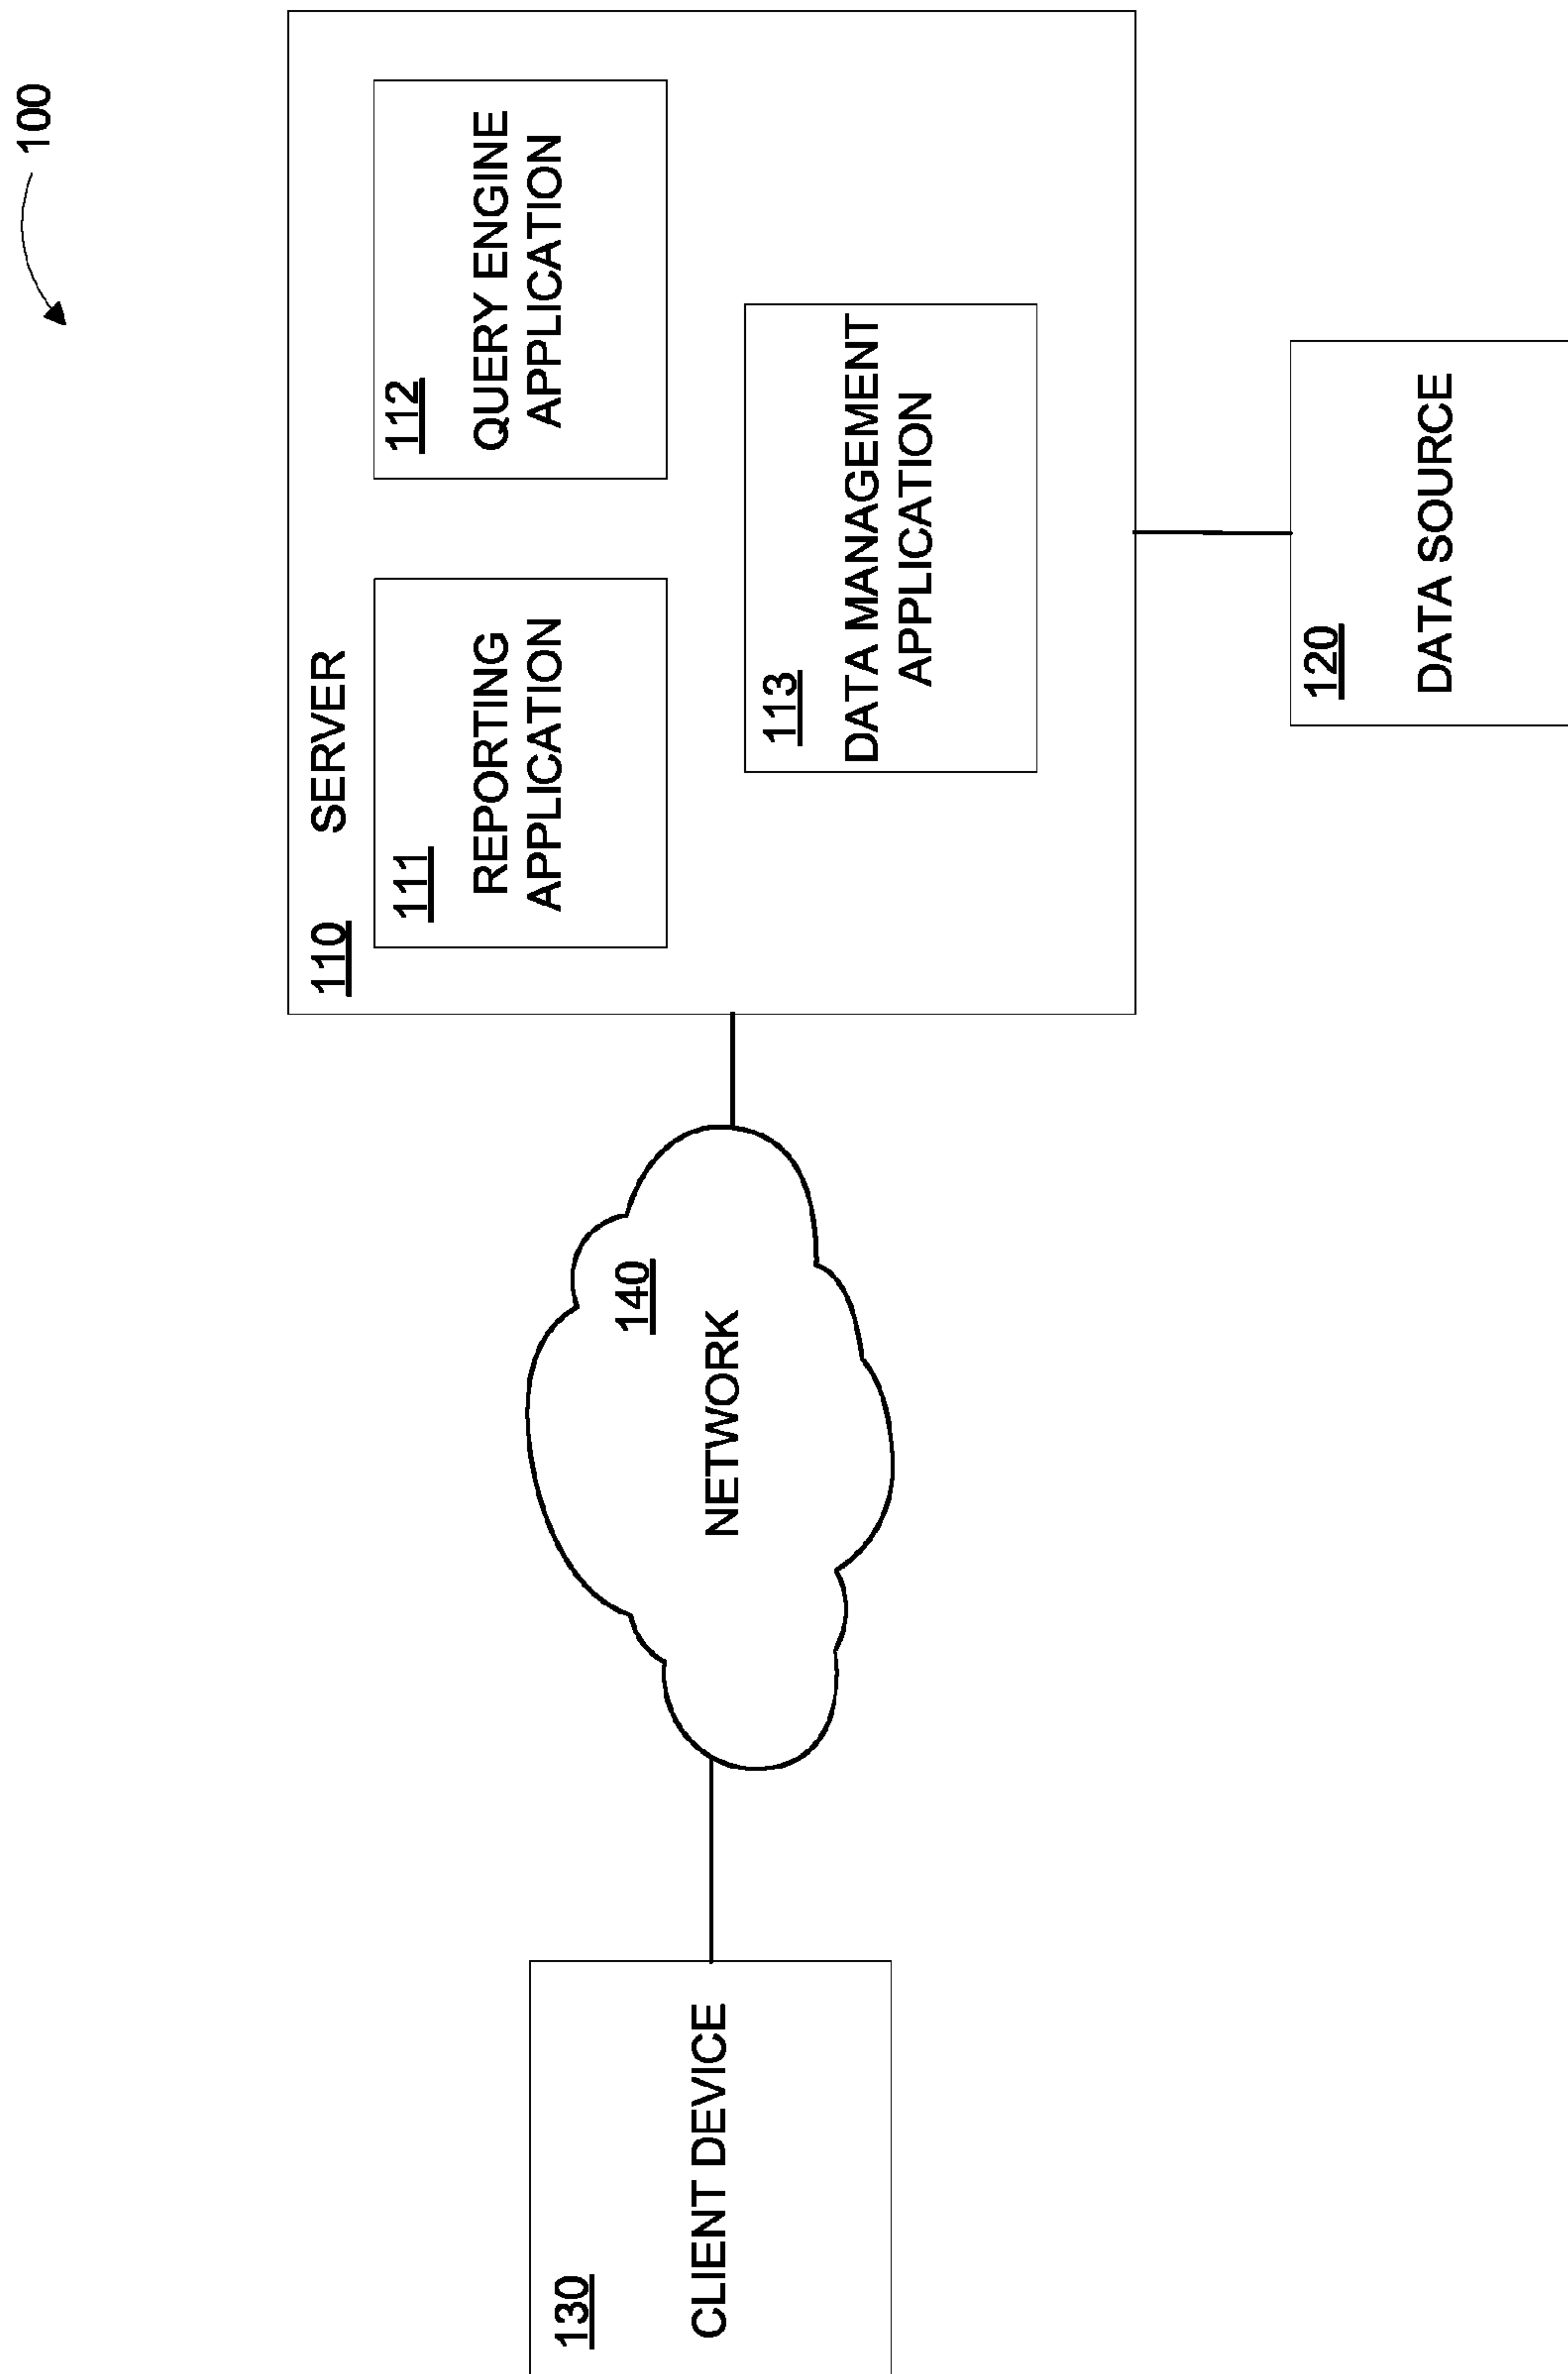 100
110 SERVER
111
REPORTING
APPLICATION
112
QUERY ENGINE
APPLICATION
113
DATA MANAGEMENT
APPLICATION
140
NETWORK
130
CLIENT DEVICE
120
DATA SOURCE